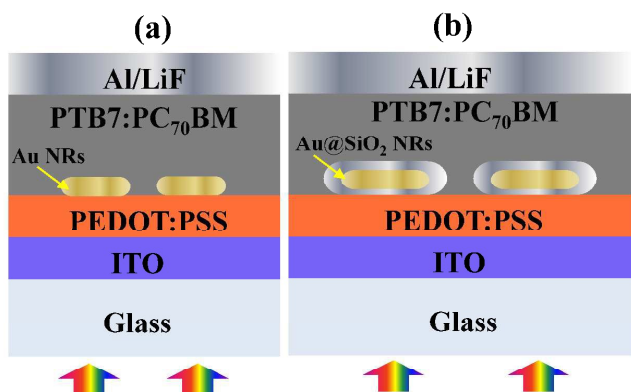 (a)
Al/LiF
PTB7:PC₇₀BM
Au NRs
PEDOT:PSS
ITO
Glass
(b)
Al/LiF
PTB7:PC₇₀BM
Au@SiO₂ NRs
PEDOT:PSS
ITO
Glass